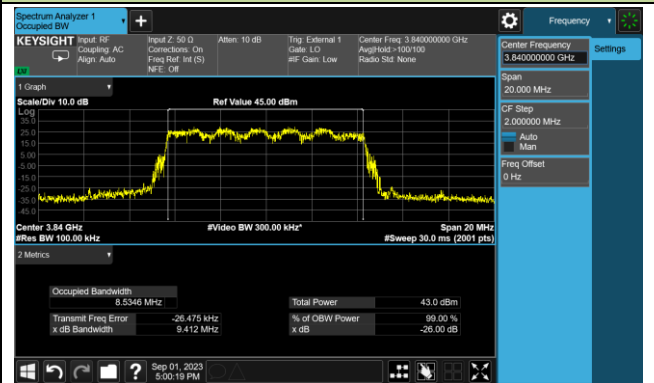 Spectrum Analyzer 1
Occupied BW
Frequency
KEYSIGHT
Input: RF
Coupling: AC
Align: Auto
Input Z: 50 Ω
Corrections: On
Freq Ref: Int (S)
NFE: Off
Atten: 10 dB
Trig: External 1
Gate: LO
#IF Gain: Low
Center Freq: 3.840000000 GHz
Avg|Hold:>100/100
Radio Std: None
Center Frequency
3.840000000 GHz
Settings
Span
20.000 MHz
CF Step
2.000000 MHz
Auto
Man
Freq Offset
0 Hz
1 Graph
Scale/Div 10.0 dB
Ref Value 45.00 dBm
Log
35.0
25.0
15.0
5.00
-5.00
-15.0
-25.0
-35.0
-45.0
Center 3.84 GHz
#Video BW 300.00 kHz*
Span 20 MHz
#Res BW 100.00 kHz
#Sweep 30.0 ms (2001 pts)
2 Metrics
Occupied Bandwidth
8.5346 MHz
Total Power 43.0 dBm
Transmit Freq Error -26.475 kHz
% of OBW Power 99.00 %
x dB Bandwidth 9.412 MHz
x dB -26.00 dB
?
Sep 01, 2023
5:00:19 PM